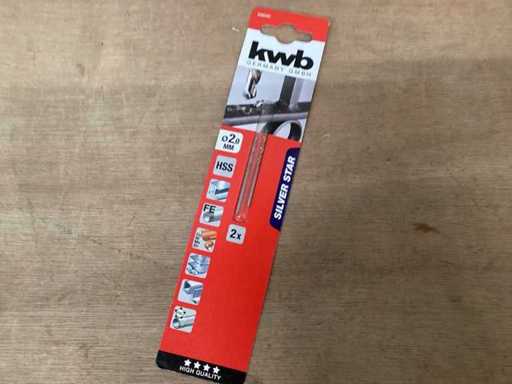 kwb
GERMANY GMBH
Ø2,0
MM
HSS
SILVER STAR
FE
2x
HIGH QUALITY